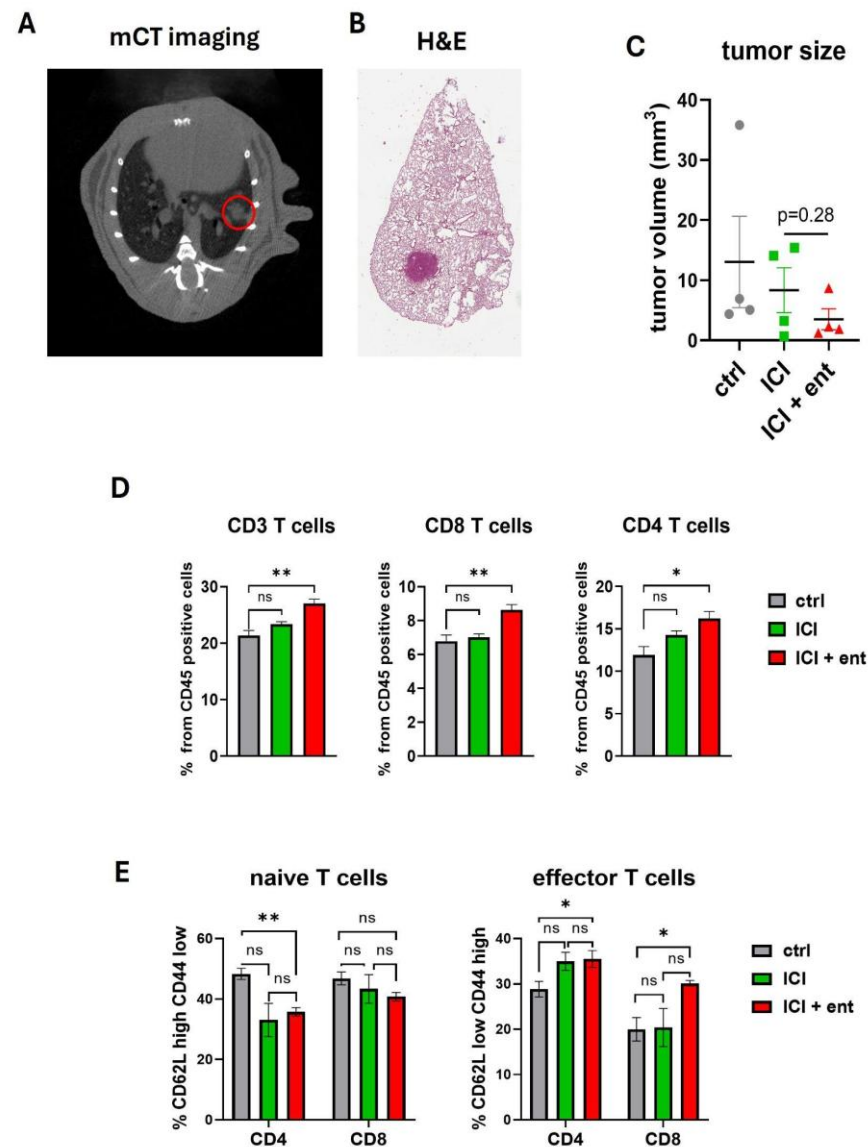 A
mCT imaging
B
H&E
C
tumor size
tumor volume (mm³)
40
30
20
10
0
p=0.28
ctrl
ICI
ICI + ent
D
CD3 T cells
% from CD45 positive cells
30
20
10
0
**
ns
CD8 T cells
% from CD45 positive cells
10
8
6
4
2
0
**
ns
CD4 T cells
% from CD45 positive cells
20
15
10
5
0
*
ns
ctrl
ICI
ICI + ent
E
naive T cells
% CD62L high CD44 low
60
40
20
0
**
ns
ns
ns
ns
ns
ns
CD4
CD8
effector T cells
% CD62L low CD44 high
40
30
20
10
0
*
ns
ns
*
ns
ns
CD4
CD8
ctrl
ICI
ICI + ent